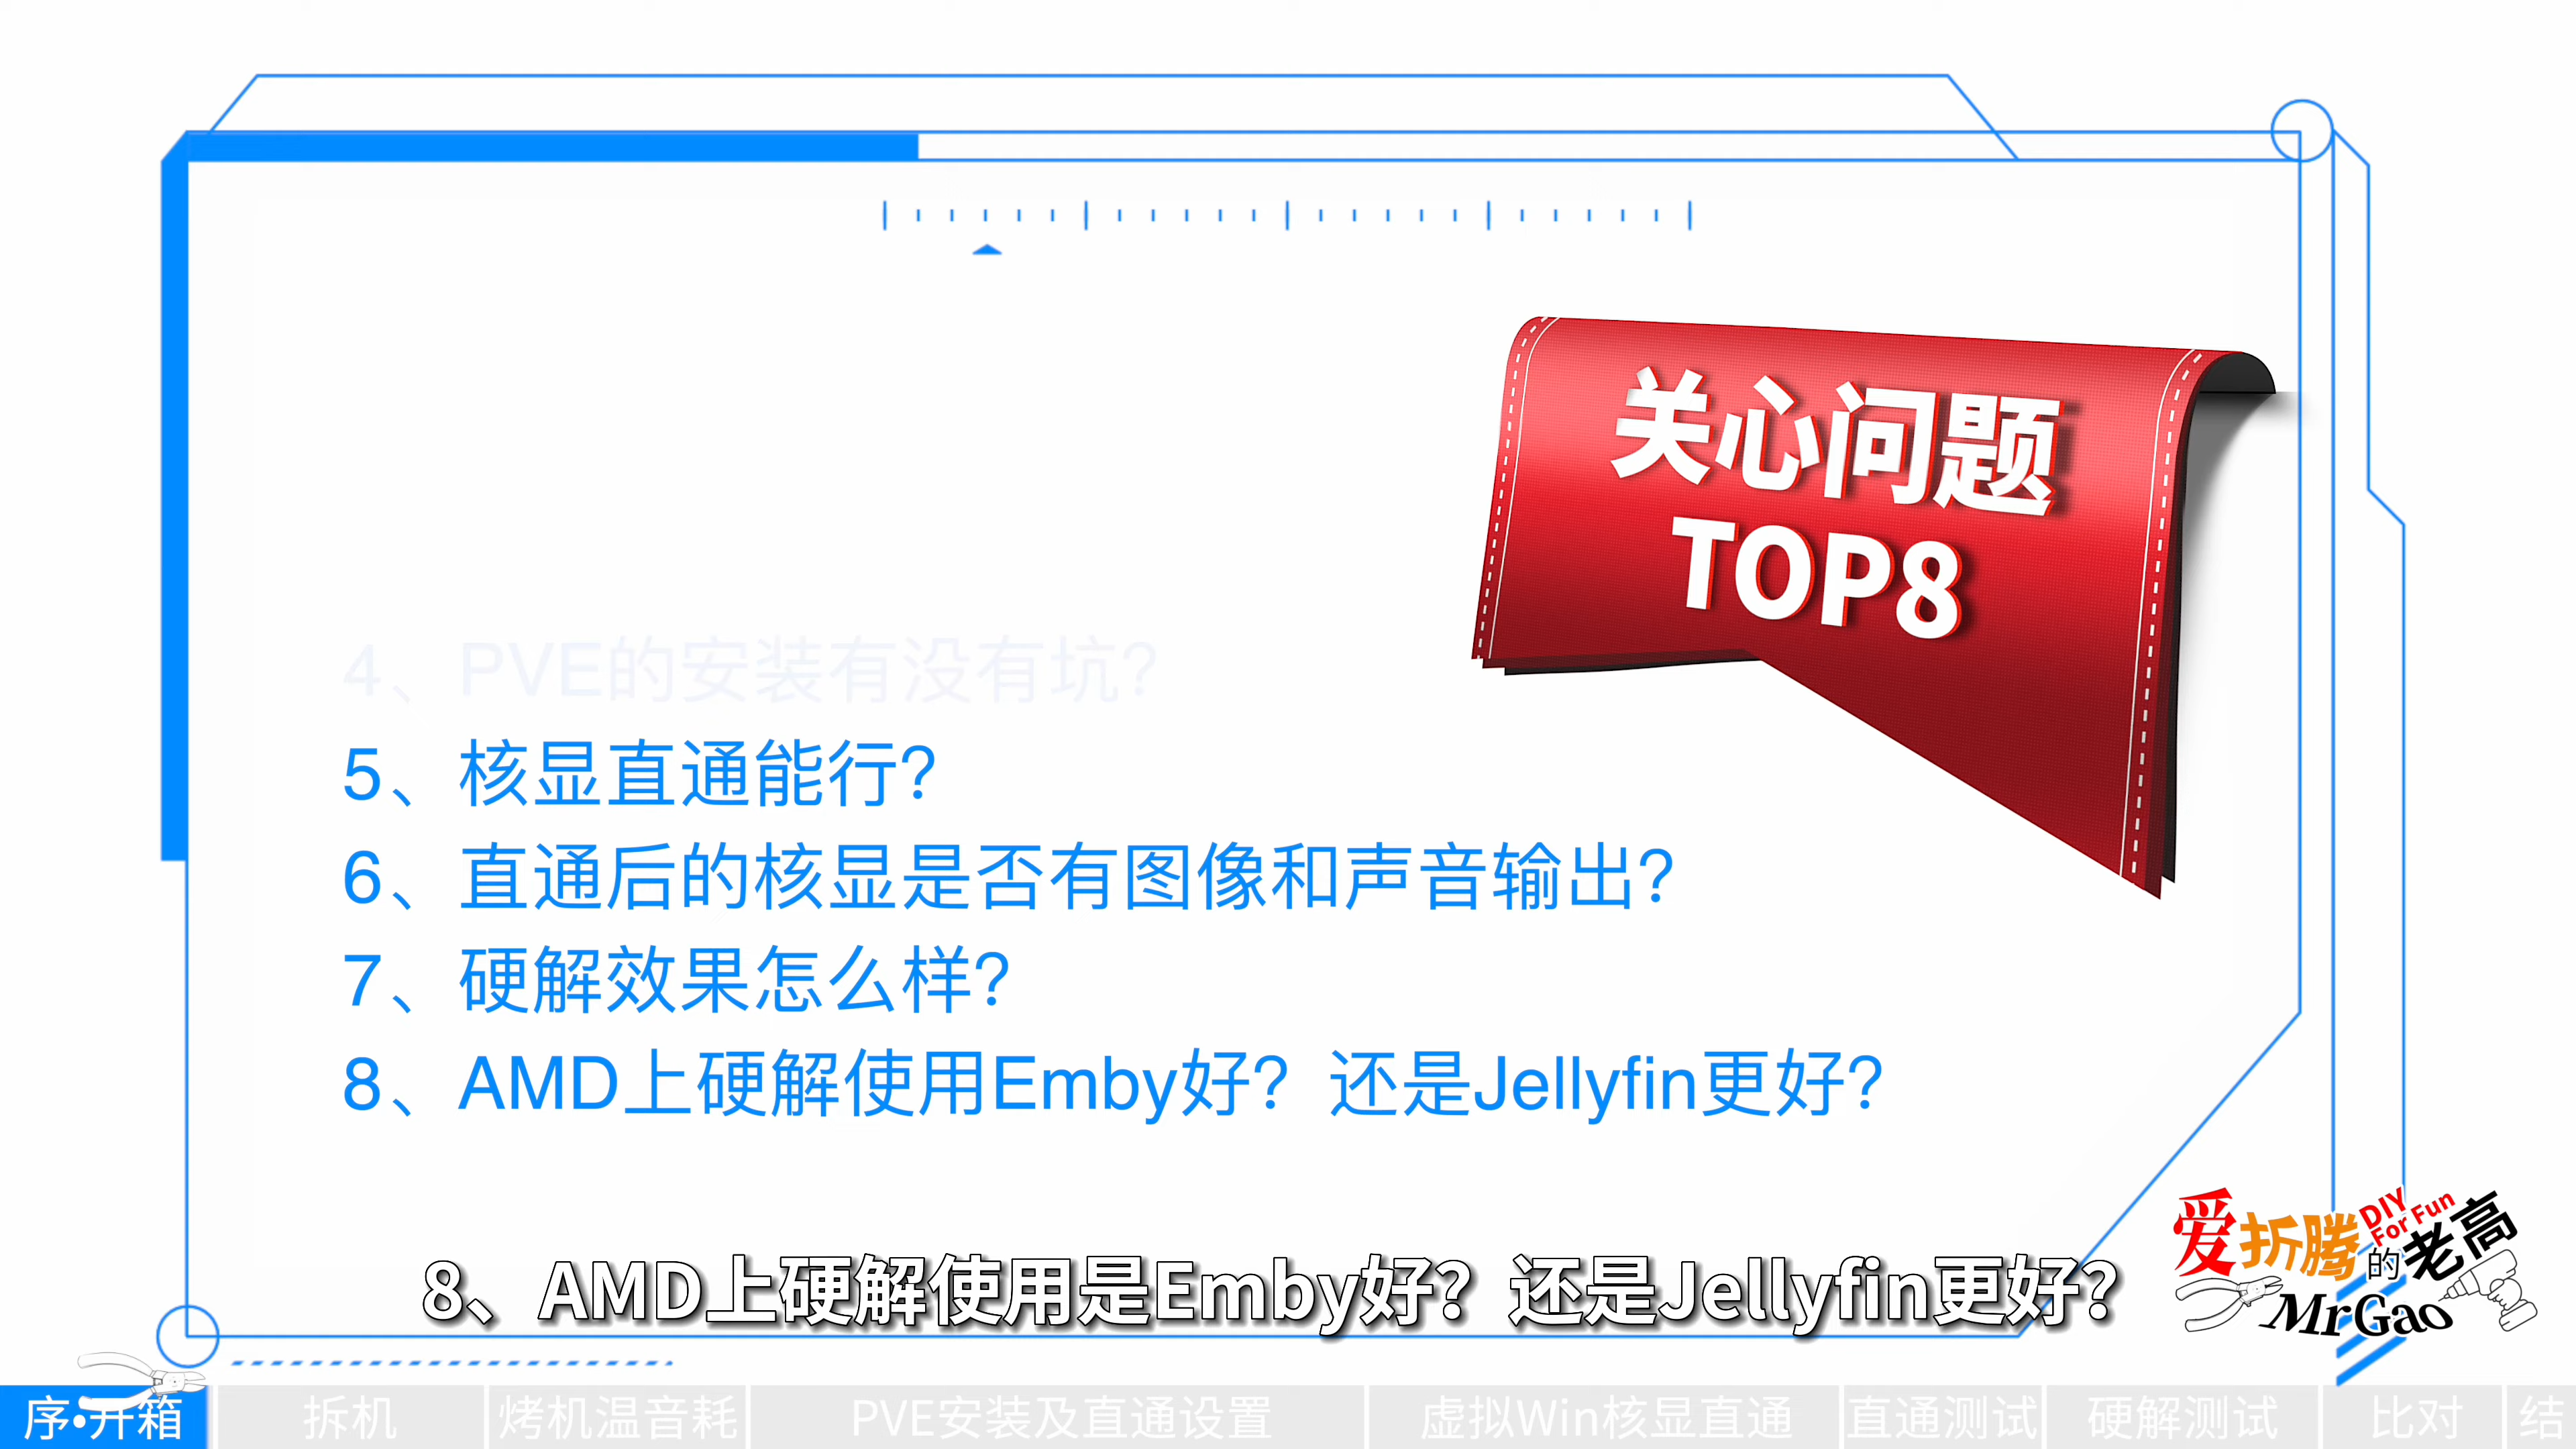 关心问题
TOP8
4、PVE的安装有没有坑?
5、核显直通能行?
6、直通后的核显是否有图像和声音输出?
7、硬解效果怎么样?
8、AMD上硬解使用Emby好？还是Jellyfin更好?
8、AMD上硬解使用是Emby好？还是Jellyfin更好?
爱折腾的老高
DIY
For Fun
MrGao
序•开箱
拆机
烤机温音耗
PVE安装及直通设置
虚拟Win核显直通
直通测试
硬解测试
比对
结